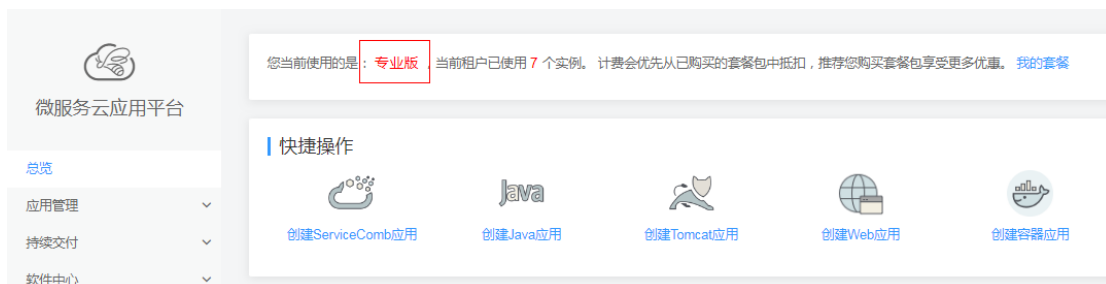 您当前使用的是：专业版，当前租户已使用 7 个实例。 计费会优先从已购买的套餐包中抵扣，推荐您购买套餐包享受更多优惠。 我的套餐
微服务云应用平台
快捷操作
总览
Java
应用管理
创建ServiceComb应用 创建Java应用 创建Tomcat应用 创建Web应用 创建容器应用
持续交付
软件中心